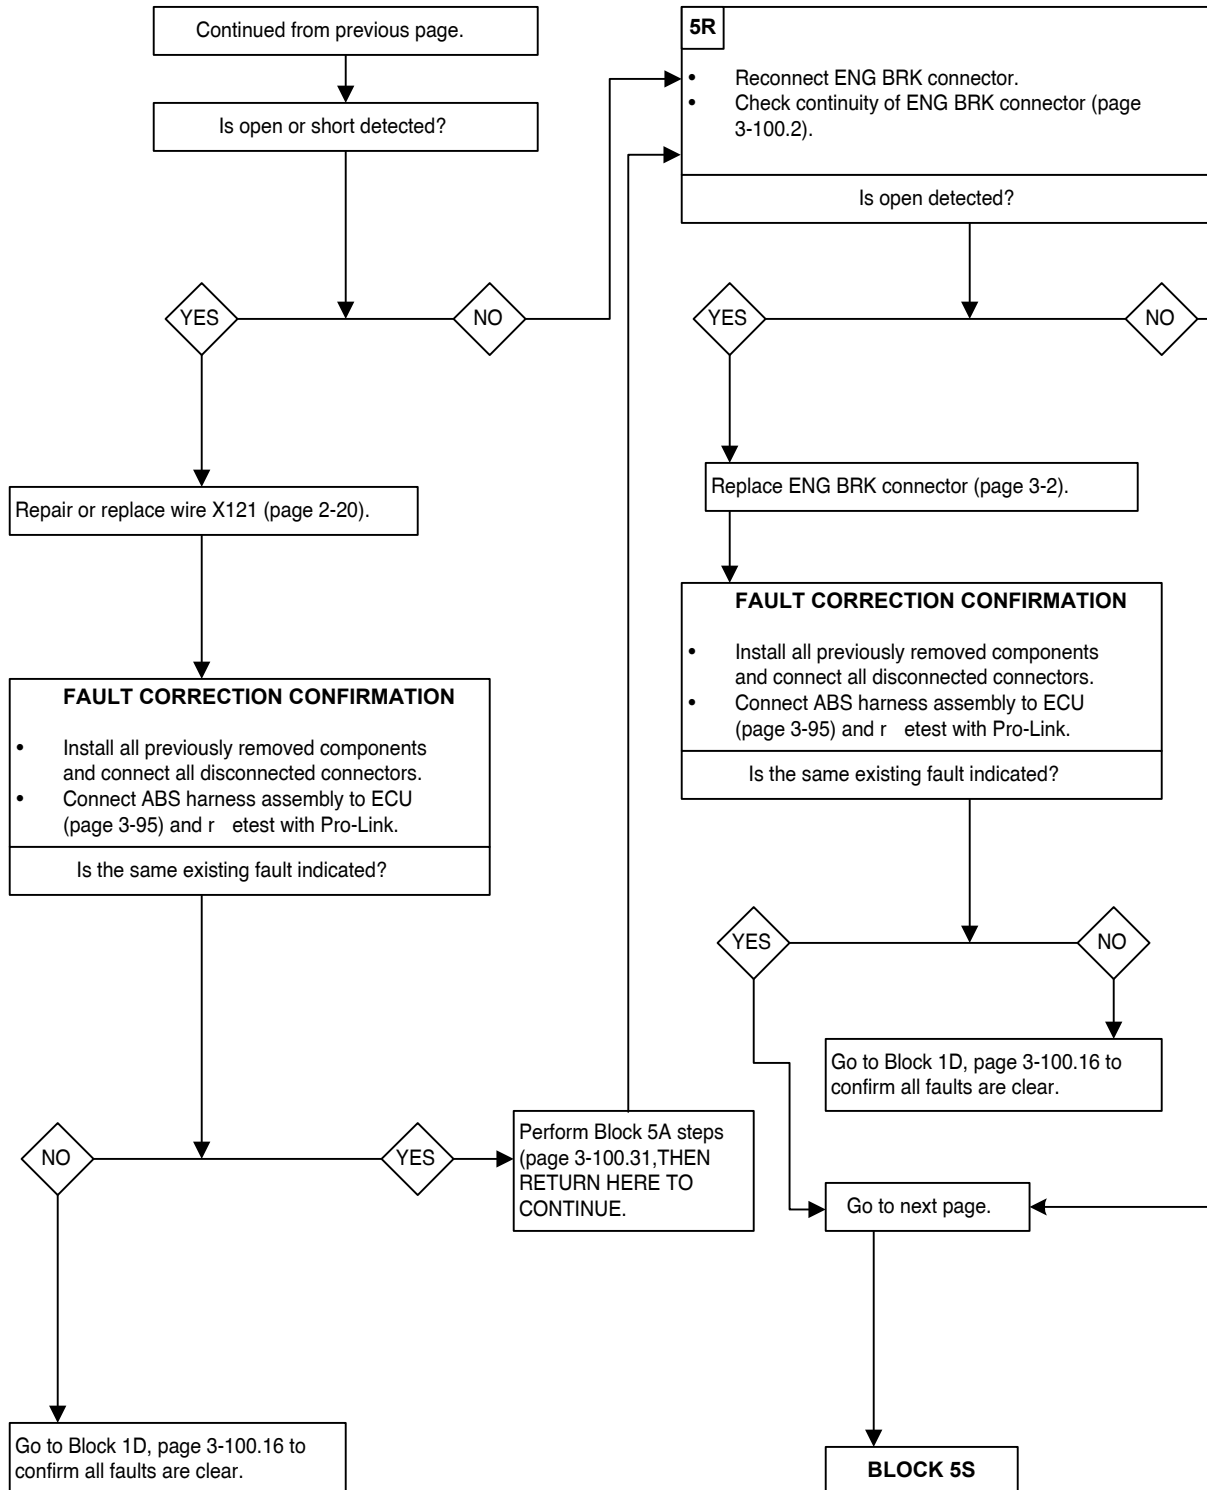 Continued from previous page.
Is open or short detected?
YES
NO
Repair or replace wire X121 (page 2-20).
FAULT CORRECTION CONFIRMATION
• Install all previously removed components
and connect all disconnected connectors.
• Connect ABS harness assembly to ECU
(page 3-95) and r etest with Pro-Link.
Is the same existing fault indicated?
NO
YES
Perform Block 5A steps
(page 3-100.31,THEN
RETURN HERE TO
CONTINUE.
Go to Block 1D, page 3-100.16 to
confirm all faults are clear.
5R
• Reconnect ENG BRK connector.
• Check continuity of ENG BRK connector (page
3-100.2).
Is open detected?
YES
NO
Replace ENG BRK connector (page 3-2).
FAULT CORRECTION CONFIRMATION
• Install all previously removed components
and connect all disconnected connectors.
• Connect ABS harness assembly to ECU
(page 3-95) and r etest with Pro-Link.
Is the same existing fault indicated?
YES
NO
Go to Block 1D, page 3-100.16 to
confirm all faults are clear.
Go to next page.
BLOCK 5S